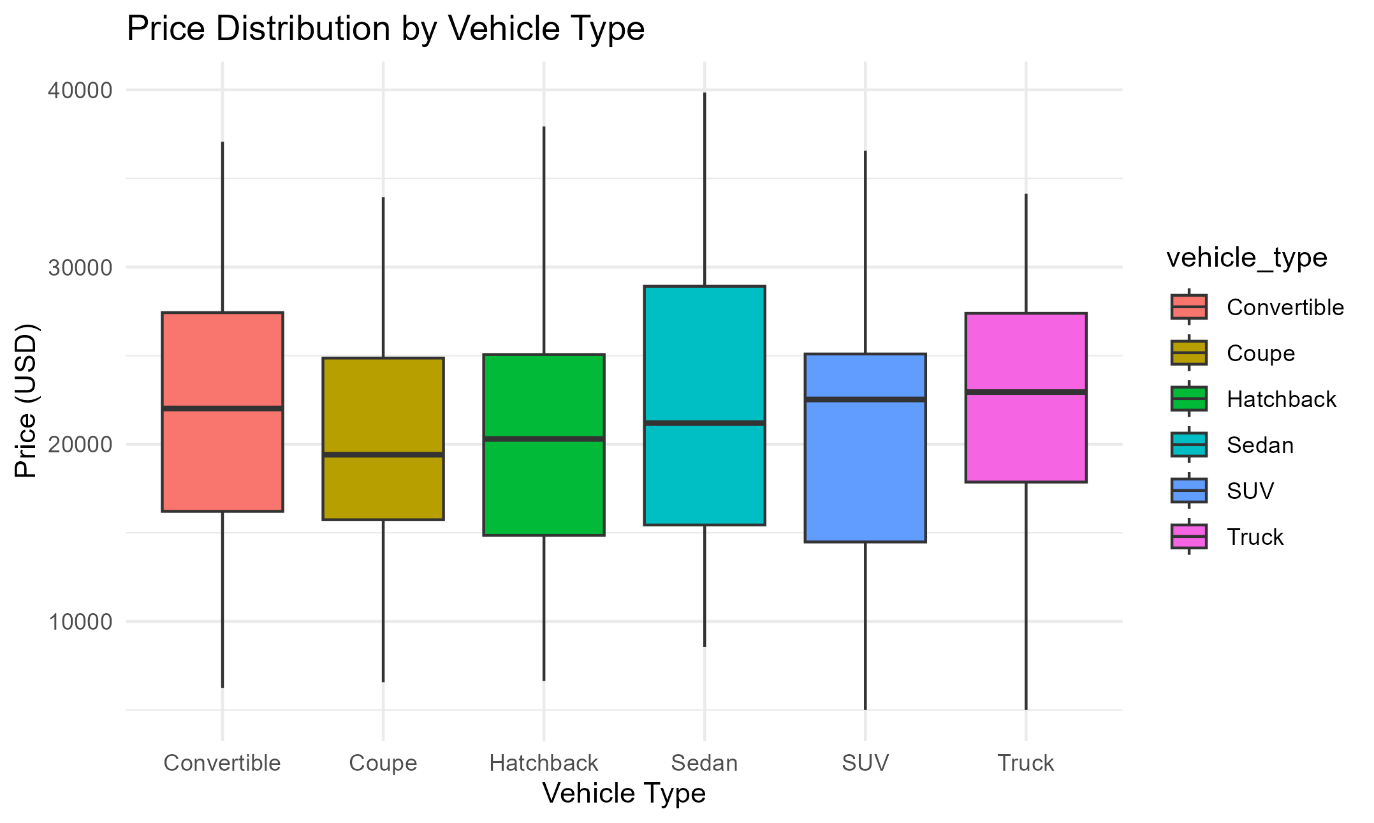 Price Distribution by Vehicle Type
40000
30000
20000
10000
Price (USD)
Convertible Coupe Hatchback Sedan SUV Truck
Vehicle Type
vehicle_type
Convertible
Coupe
Hatchback
Sedan
SUV
Truck